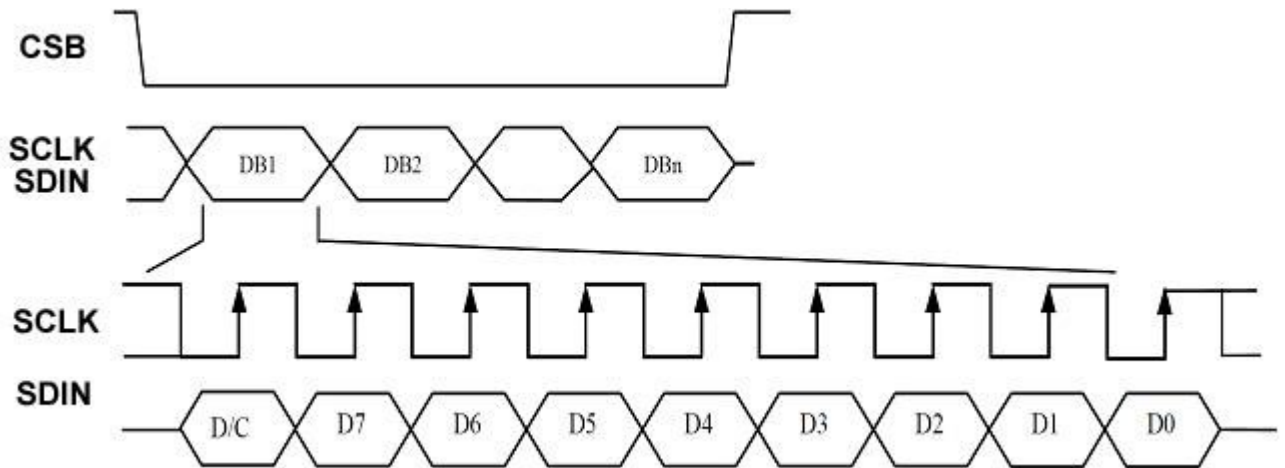 CSB
SCLK
SDIN
DB1 DB2 DBn
SCLK
SDIN
D/C D7 D6 D5 D4 D3 D2 D1 D0